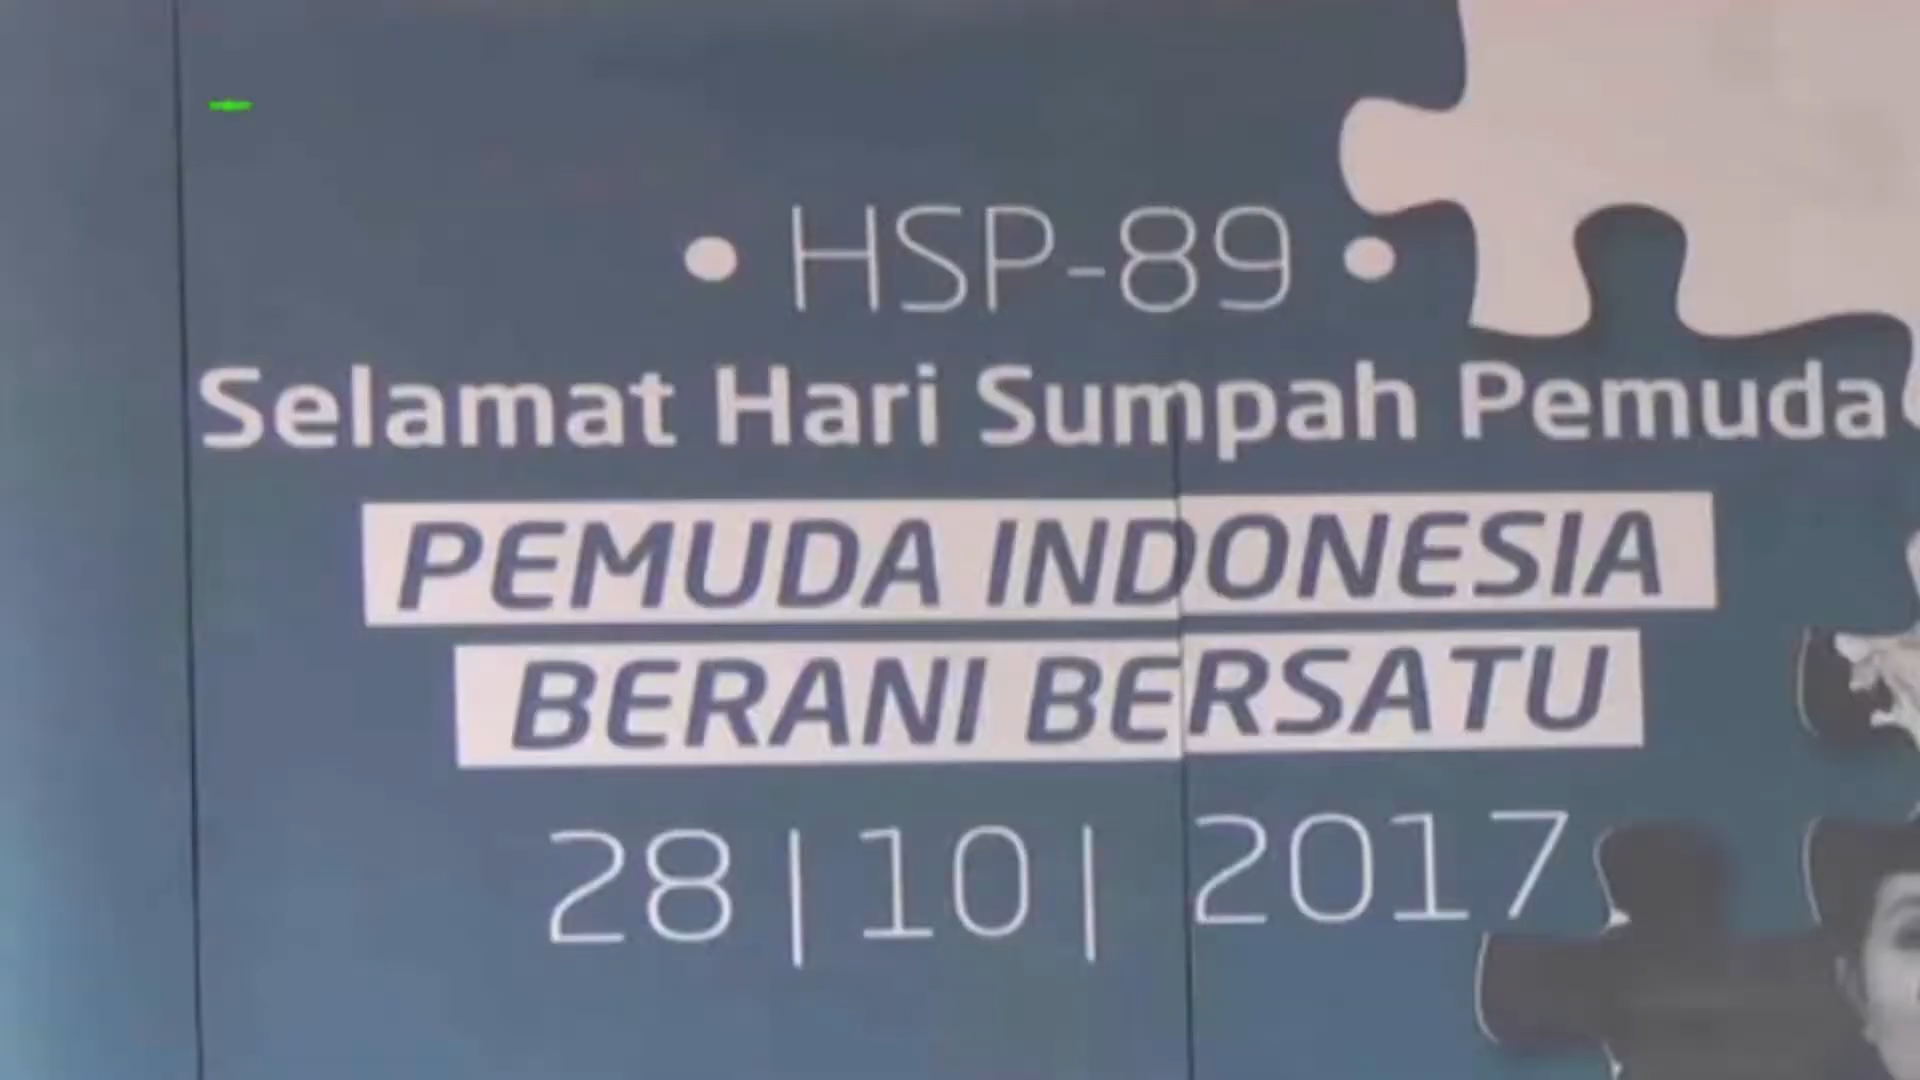 • HSP-89 •
Selamat Hari Sumpah Pemuda
PEMUDA INDONESIA
BERANI BERSATU
28|10| 2017